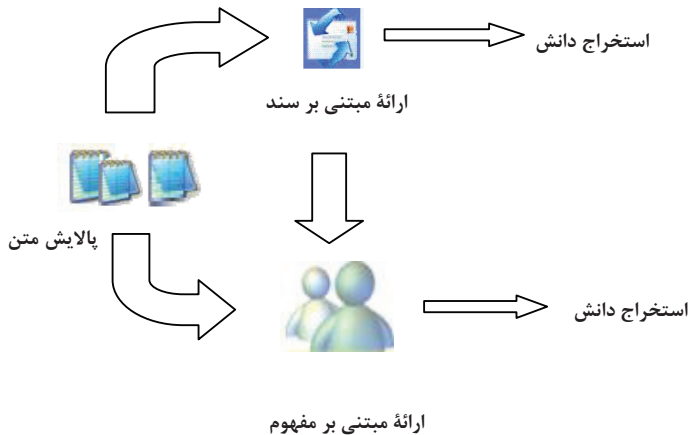 استخراج دانش
ارائهٔ مبتنی بر سند
پالایش متن
استخراج دانش
ارائهٔ مبتنی بر مفهوم